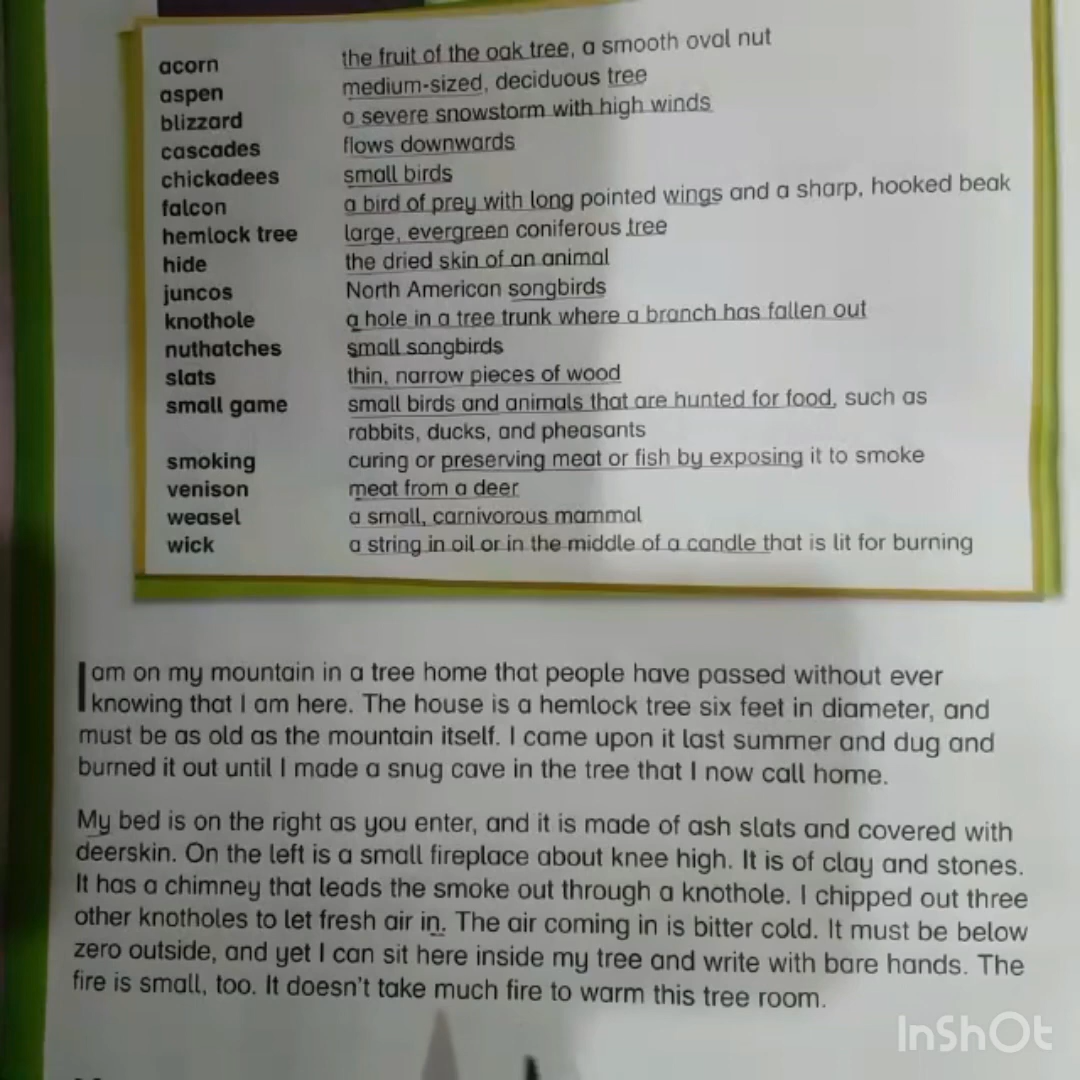 acorn the fruit of the oak tree, a smooth oval nut
aspen medium-sized, deciduous tree
blizzard a severe snowstorm with high winds
cascades flows downwards
chickadees small birds
falcon a bird of prey with long pointed wings and a sharp, hooked beak
hemlock tree large, evergreen coniferous tree
hide the dried skin of an animal
juncos North American songbirds
knothole a hole in a tree trunk where a branch has fallen out
nuthatches small songbirds
slats thin, narrow pieces of wood
small game small birds and animals that are hunted for food, such as
rabbits, ducks, and pheasants
smoking curing or preserving meat or fish by exposing it to smoke
venison meat from a deer
weasel a small, carnivorous mammal
wick a string in oil or in the middle of a candle that is lit for burning
I am on my mountain in a tree home that people have passed without ever
knowing that I am here. The house is a hemlock tree six feet in diameter, and
must be as old as the mountain itself. I came upon it last summer and dug and
burned it out until I made a snug cave in the tree that I now call home.
My bed is on the right as you enter, and it is made of ash slats and covered with
deerskin. On the left is a small fireplace about knee high. It is of clay and stones.
It has a chimney that leads the smoke out through a knothole. I chipped out three
other knotholes to let fresh air in. The air coming in is bitter cold. It must be below
zero outside, and yet I can sit here inside my tree and write with bare hands. The
fire is small, too. It doesn't take much fire to warm this tree room.
InShOt